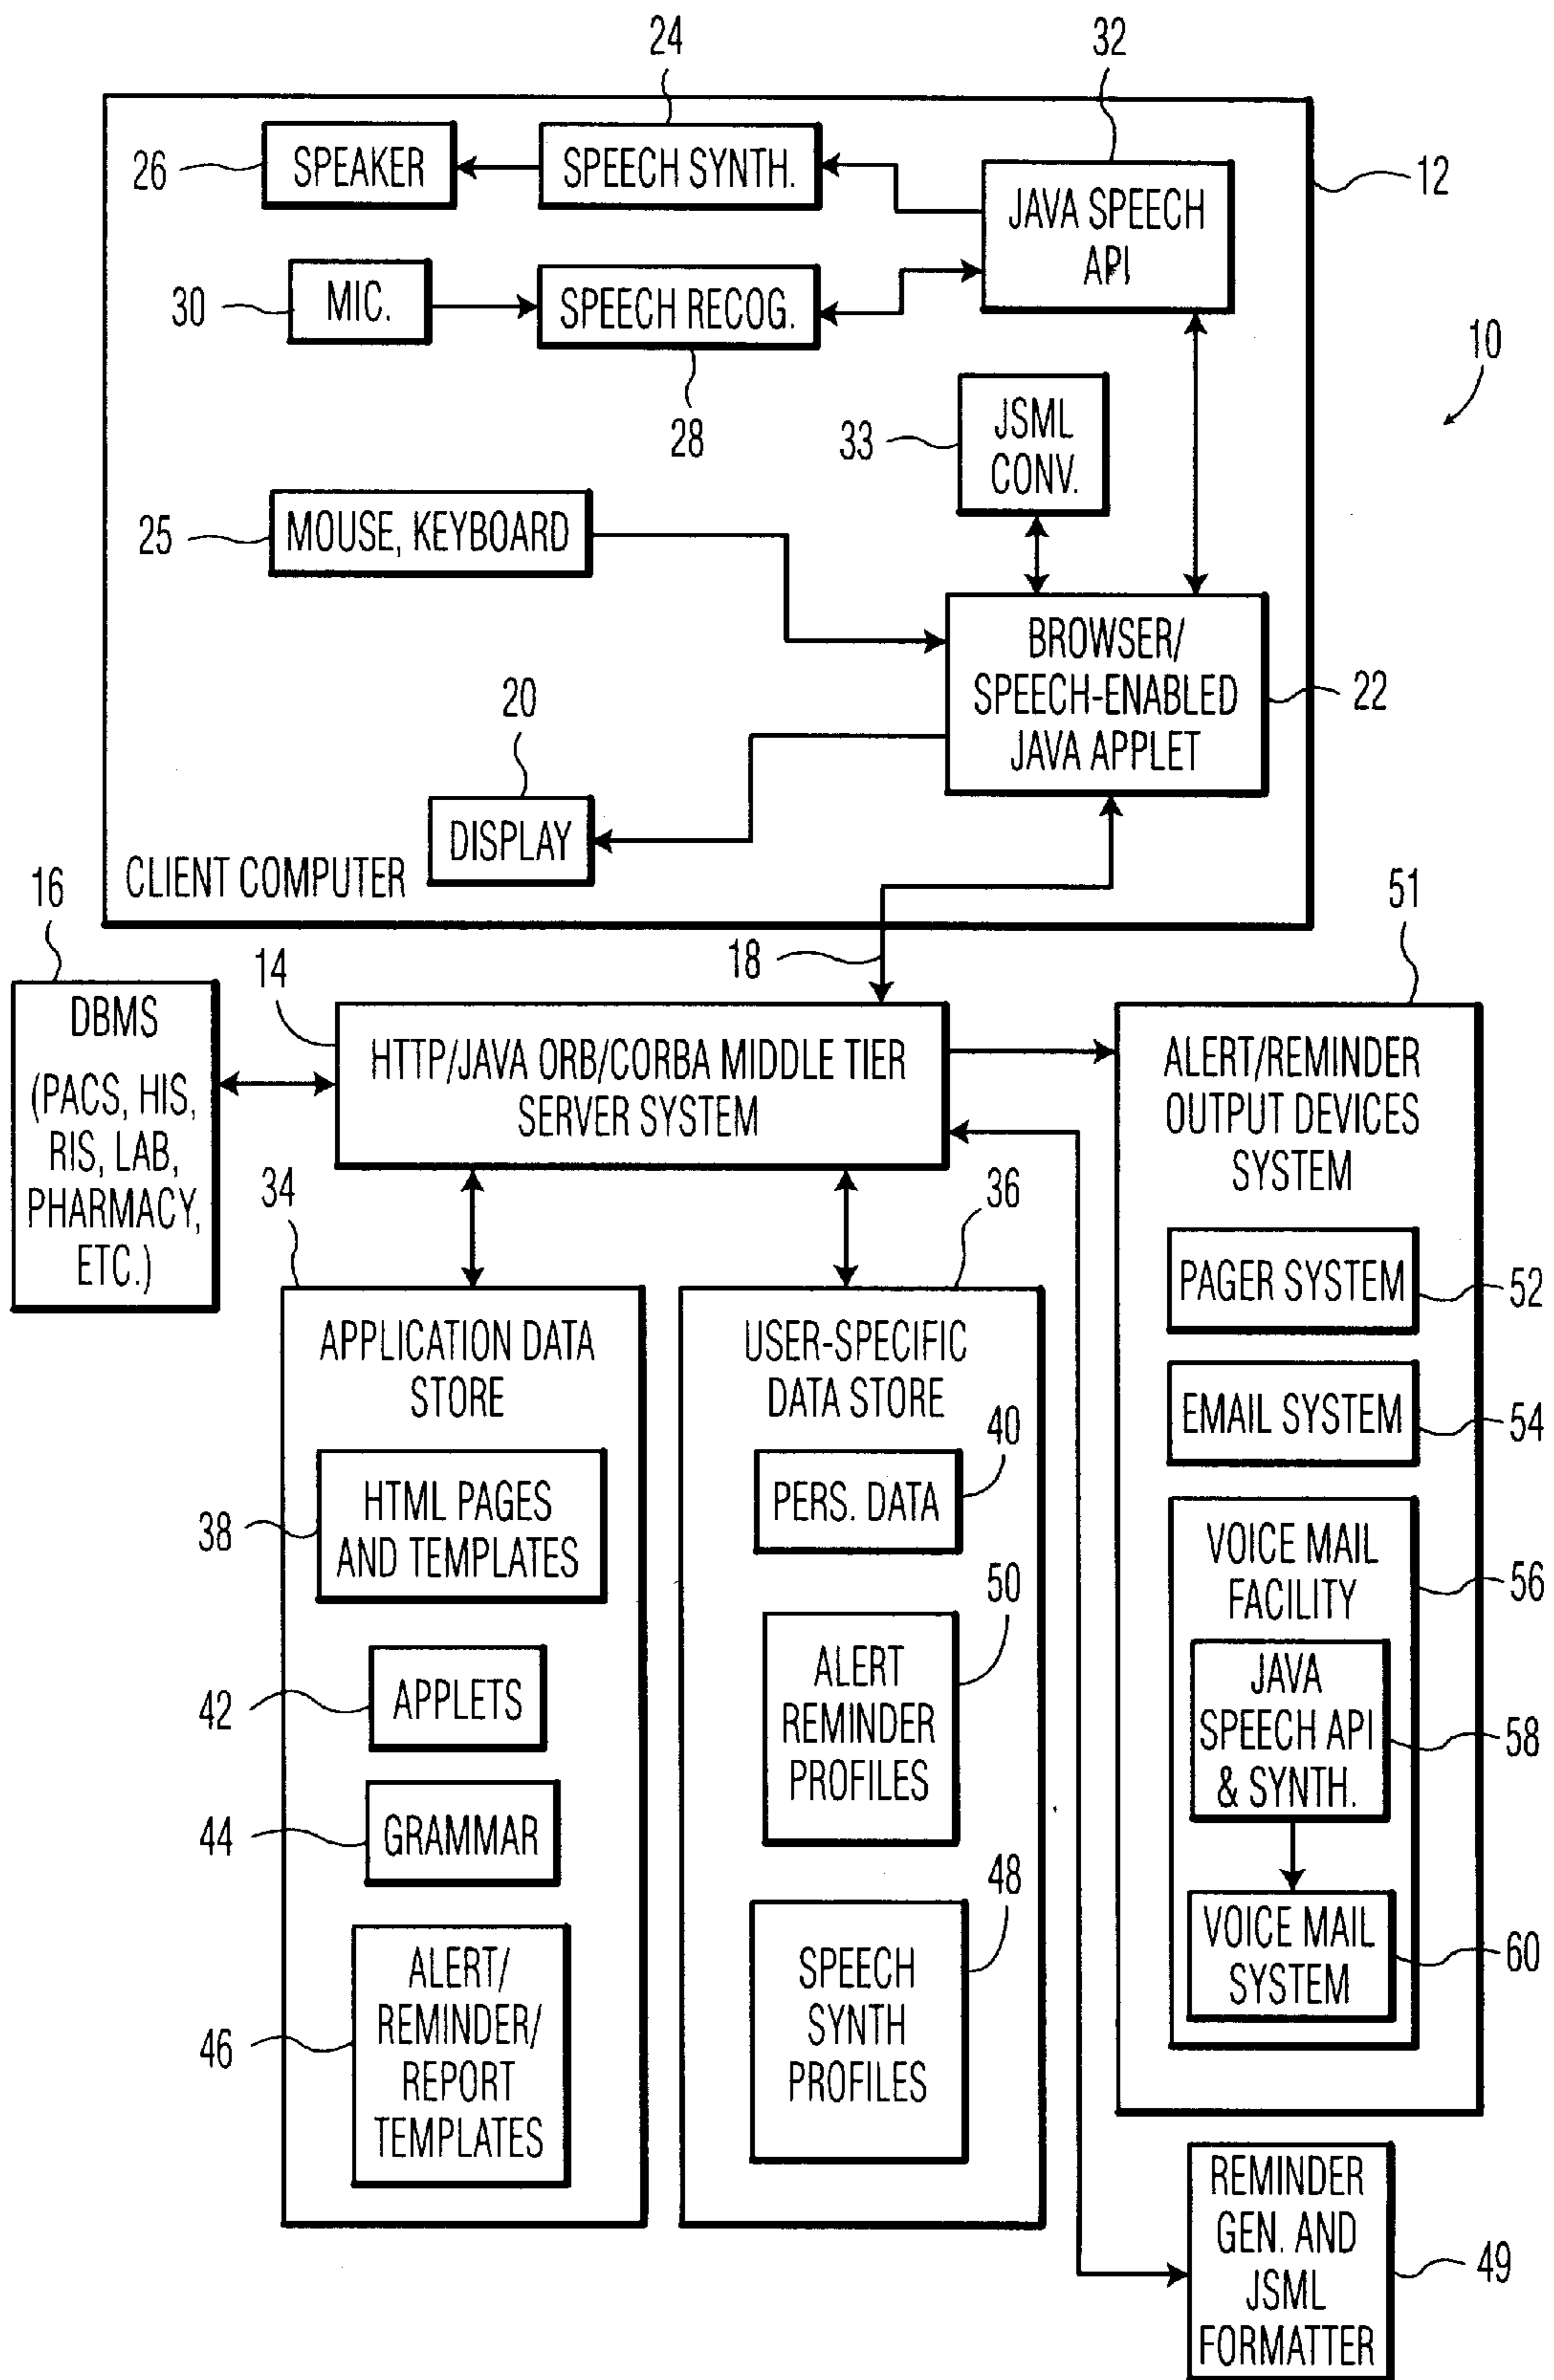 24
32
26
SPEAKER
SPEECH SYNTH.
JAVA SPEECH
API
12
30
MIC.
SPEECH RECOG.
28
10
33
JSML
CONV.
25
MOUSE, KEYBOARD
BROWSER/
SPEECH-ENABLED
JAVA APPLET
22
20
DISPLAY
CLIENT COMPUTER
16
DBMS
(PACS, HIS,
RIS, LAB,
PHARMACY,
ETC.)
14
18
51
HTTP/JAVA ORB/CORBA MIDDLE TIER
SERVER SYSTEM
ALERT/REMINDER
OUTPUT DEVICES
SYSTEM
34
36
PAGER SYSTEM
52
EMAIL SYSTEM
54
APPLICATION DATA
STORE
USER-SPECIFIC
DATA STORE
38
HTML PAGES
AND TEMPLATES
40
PERS. DATA
VOICE MAIL
FACILITY
56
42
APPLETS
50
ALERT
REMINDER
PROFILES
JAVA
SPEECH API
& SYNTH.
58
44
GRAMMAR
48
VOICE MAIL
SYSTEM
60
46
ALERT/
REMINDER/
REPORT
TEMPLATES
SPEECH
SYNTH
PROFILES
REMINDER
GEN. AND
JSML
FORMATTER
49